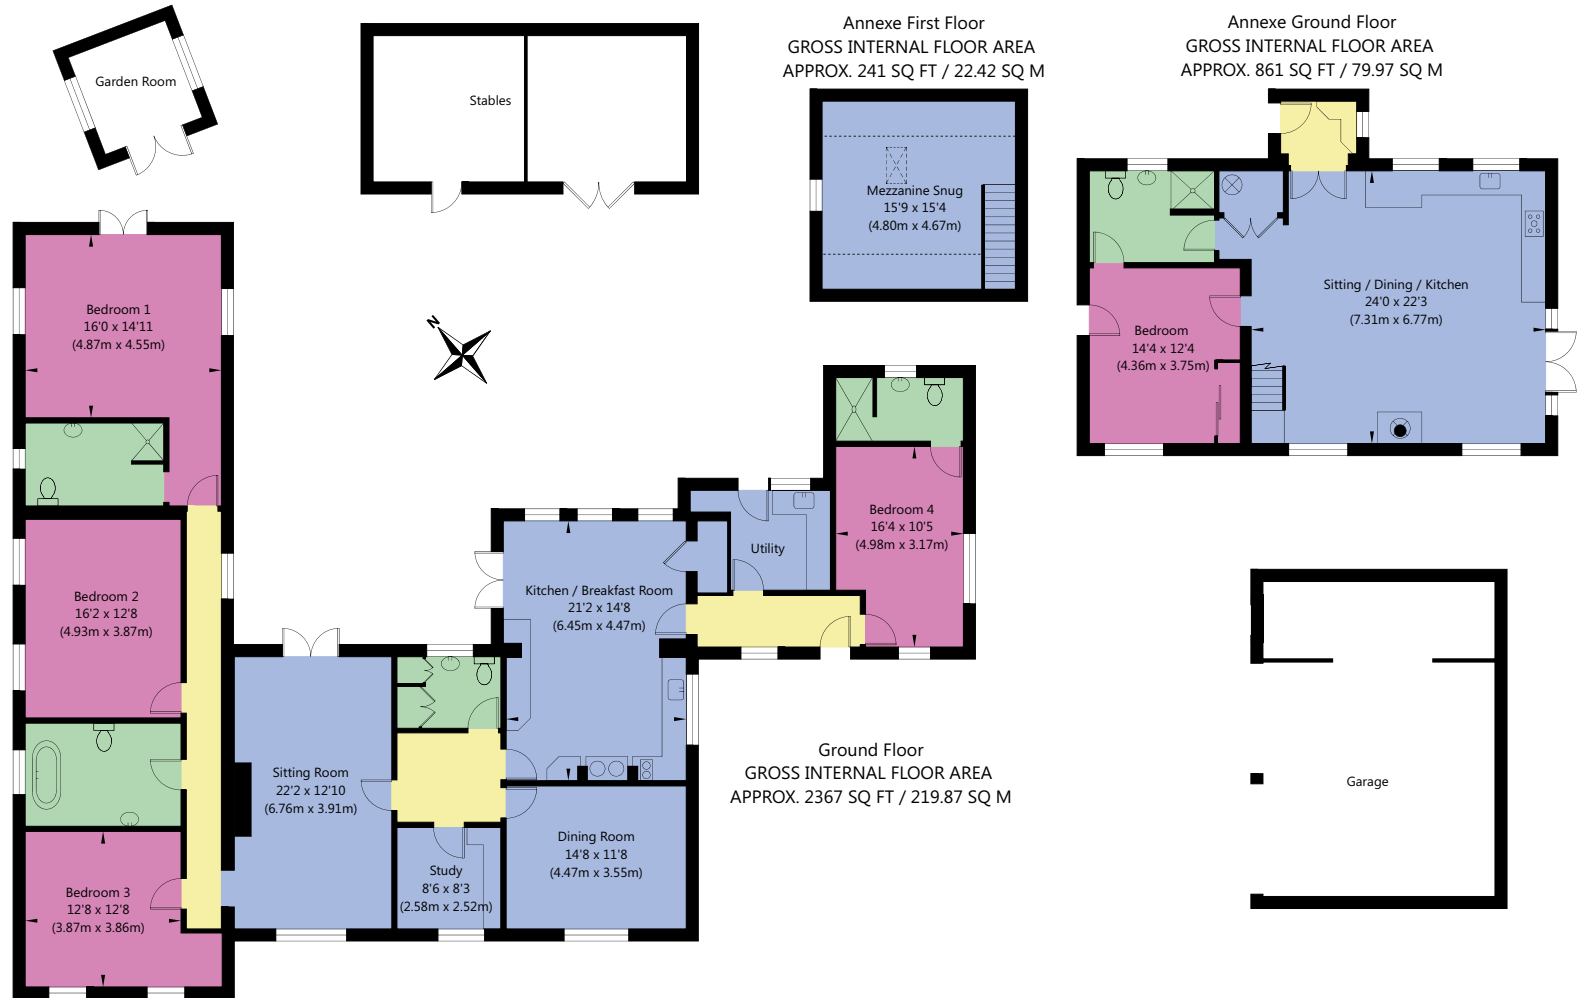 Garden Room
Stables
Annexe First Floor
GROSS INTERNAL FLOOR AREA
APPROX. 241 SQ FT / 22.42 SQ M
Mezzanine Snug
15'9 x 15'4
(4.80m x 4.67m)
Annexe Ground Floor
GROSS INTERNAL FLOOR AREA
APPROX. 861 SQ FT / 79.97 SQ M
Sitting / Dining / Kitchen
24'0 x 22'3
(7.31m x 6.77m)
Bedroom
14'4 x 12'4
(4.36m x 3.75m)
Bedroom 1
16'0 x 14'11
(4.87m x 4.55m)
N
Bedroom 4
16'4 x 10'5
(4.98m x 3.17m)
Utility
Kitchen / Breakfast Room
21'2 x 14'8
(6.45m x 4.47m)
Bedroom 2
16'2 x 12'8
(4.93m x 3.87m)
Sitting Room
22'2 x 12'10
(6.76m x 3.91m)
Ground Floor
GROSS INTERNAL FLOOR AREA
APPROX. 2367 SQ FT / 219.87 SQ M
Garage
Dining Room
14'8 x 11'8
(4.47m x 3.55m)
Study
8'6 x 8'3
(2.58m x 2.52m)
Bedroom 3
12'8 x 12'8
(3.87m x 3.86m)